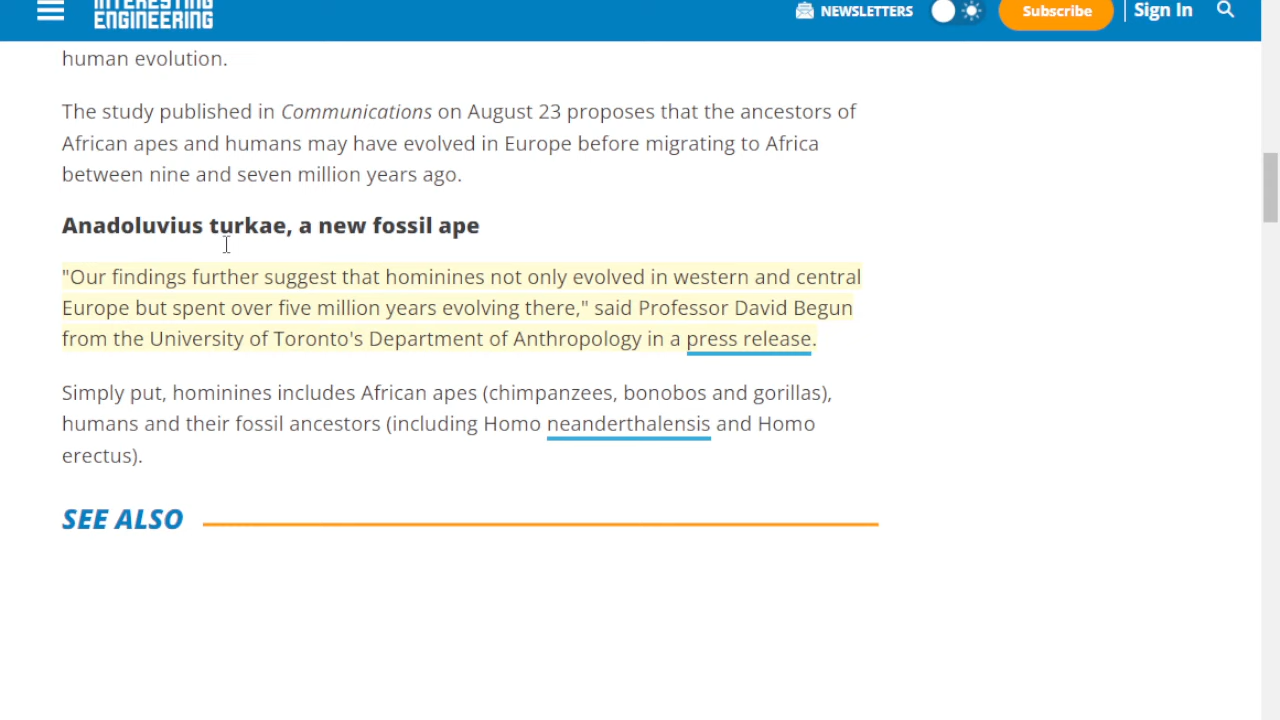 INTERESTING
ENGINEERING
NEWSLETTERS
Subscribe
Sign In
human evolution.
The study published in Communications on August 23 proposes that the ancestors of
African apes and humans may have evolved in Europe before migrating to Africa
between nine and seven million years ago.
Anadoluvius turkae, a new fossil ape
"Our findings further suggest that hominines not only evolved in western and central
Europe but spent over five million years evolving there," said Professor David Begun
from the University of Toronto's Department of Anthropology in a press release.
Simply put, hominines includes African apes (chimpanzees, bonobos and gorillas),
humans and their fossil ancestors (including Homo neanderthalensis and Homo
erectus).
SEE ALSO